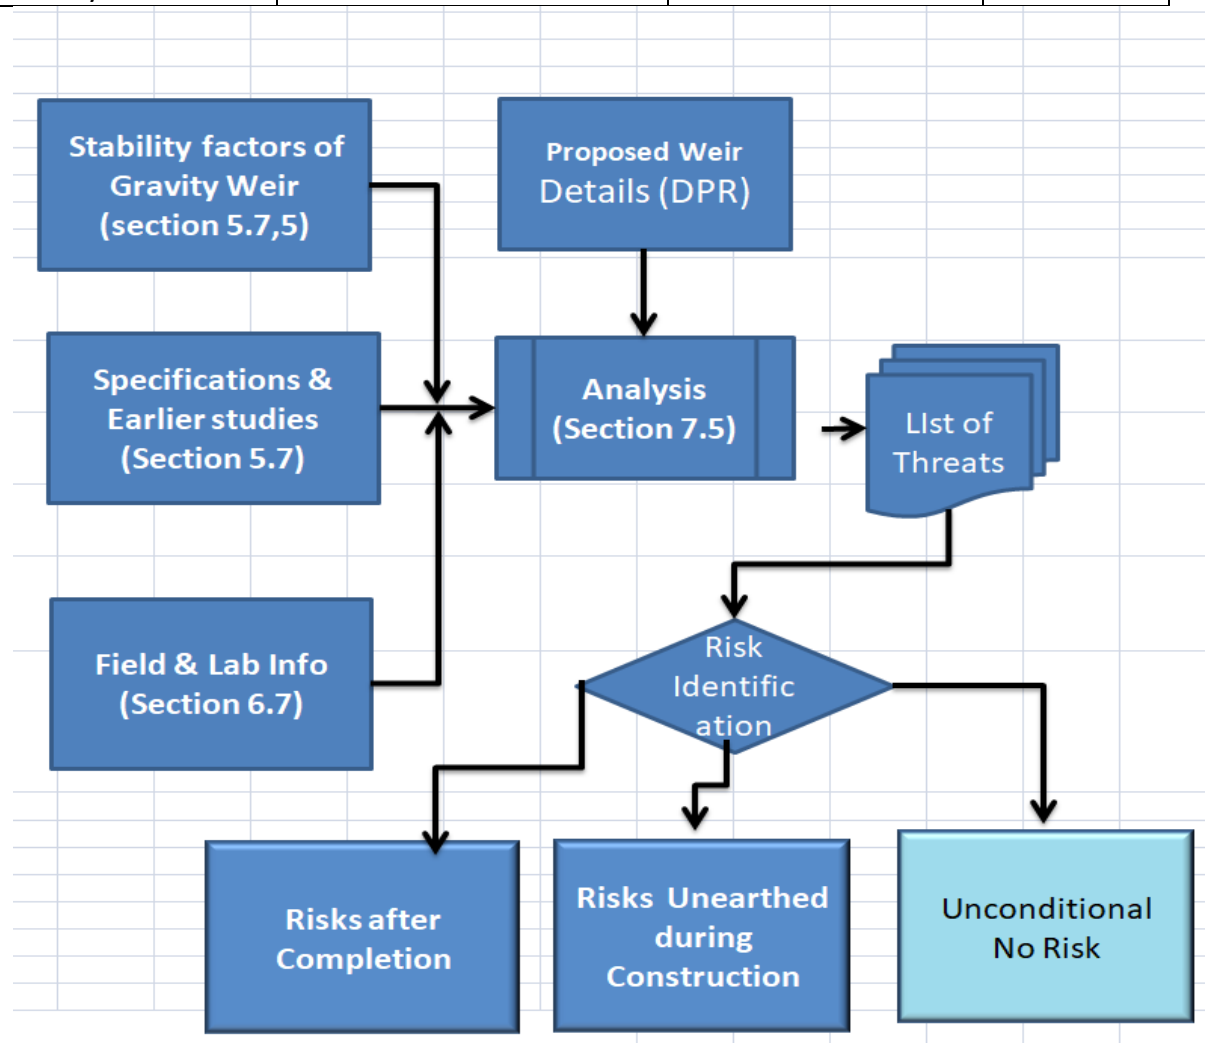 Stability factors of
Gravity Weir
(section 5.7,5)
Proposed Weir
Details (DPR)
Specifications &
Earlier studies
(Section 5.7)
Analysis
(Section 7.5)
LIst of
Threats
Field & Lab Info
(Section 6.7)
Risk
Identific
ation
Risks after
Completion
Risks Unearthed
during
Construction
Unconditional
No Risk